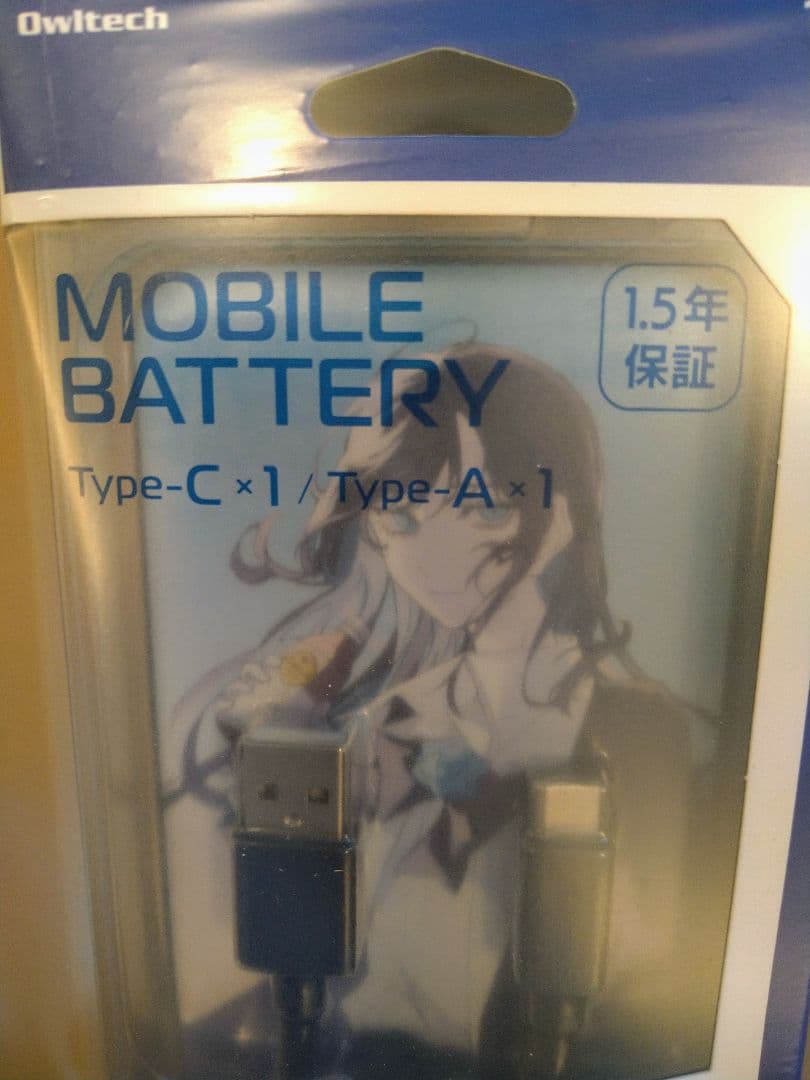 Owltech
MOBILE
BATTERY
1.5年
保証
Type-C×1 / Type-A×1